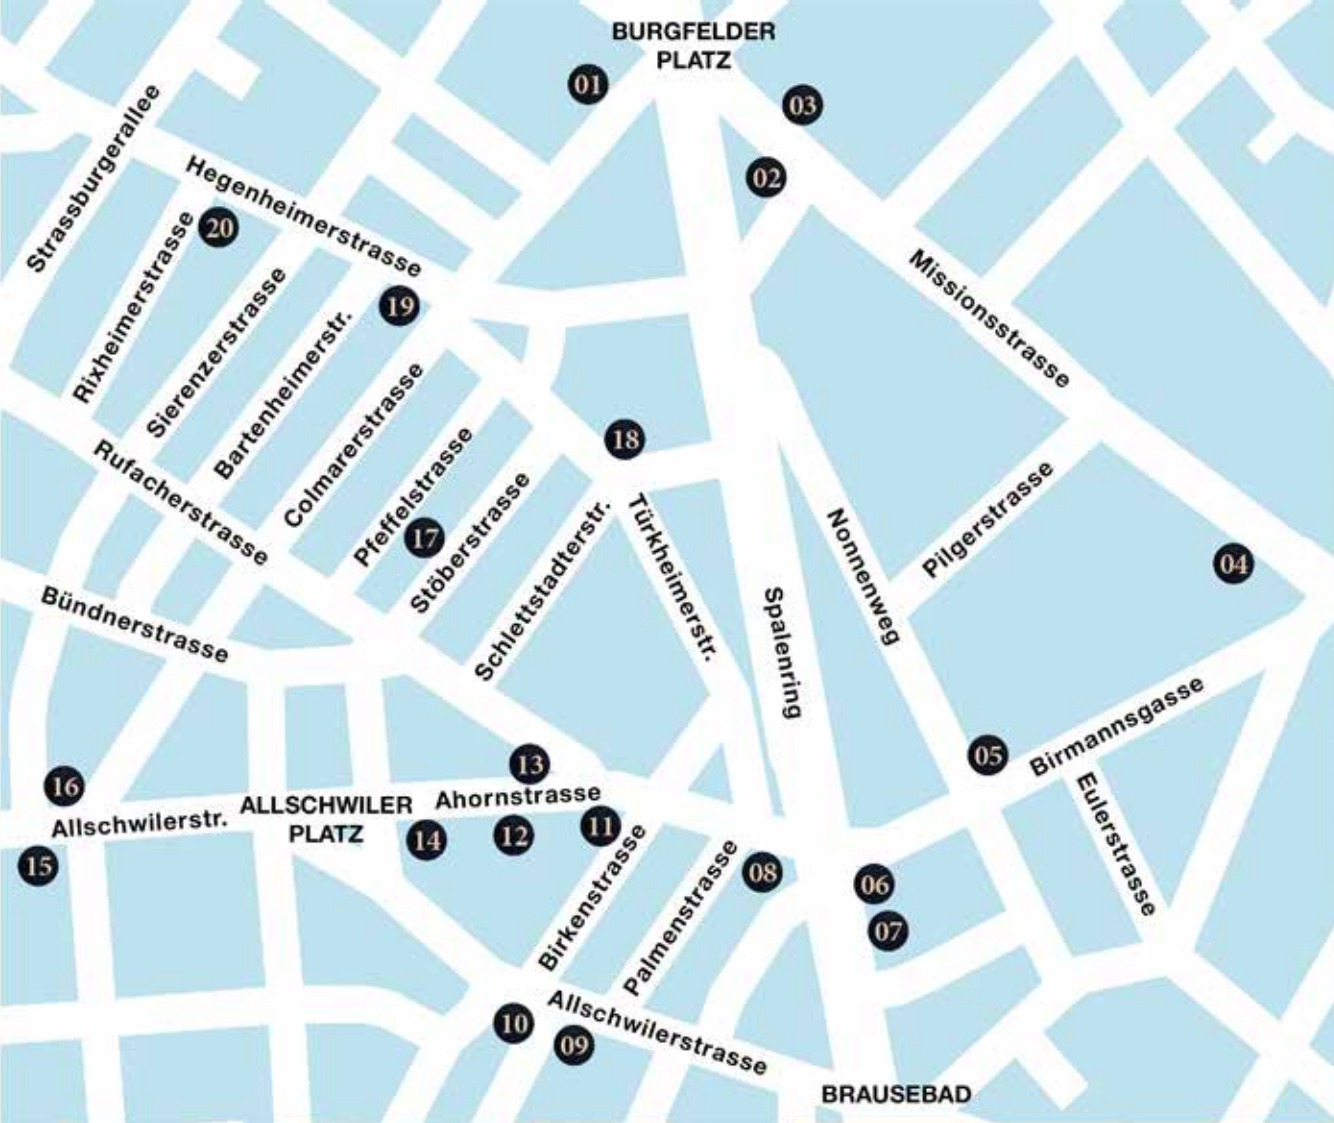 BURGFELDER
PLATZ
01
03
02
Strassburgerallee
Hegenheimerstrasse
20
Rixheimerstrasse
Sierenzerstrasse
19
Bartenheimerstr.
Missionsstrasse
Colmarerstrasse
18
Rufacherstrasse
Pfeffelstrasse
17
Stöberstrasse
Schlettstadterstr.
Türkheimerstr.
Nonnenweg
Pilgerstrasse
04
Bündnerstrasse
Spalenring
05
Birmannsgasse
Eulerstrasse
16
13
Allschwilerstr.
ALLSCHWILER
PLATZ
Ahornstrasse
15
14
12
11
Birkenstrasse
Palmenstrasse
08
06
07
10
09
Allschwilerstrasse
BRAUSEBAD